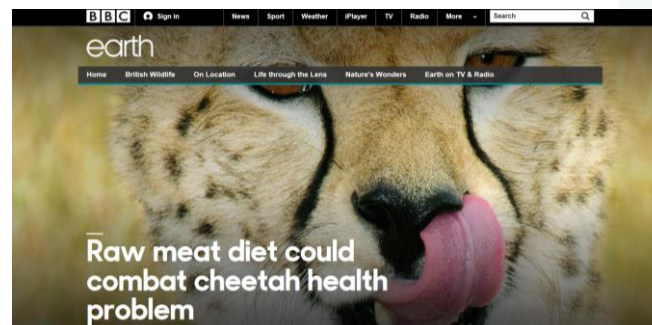 BBC Sign in News Sport Weather iPlayer TV Radio More Search
earth
Home British Wildlife On Location Life through the Lens Nature's Wonders Earth on TV & Radio
Raw meat diet could
combat cheetah health
problem